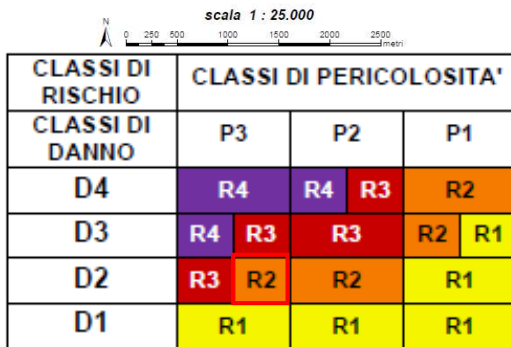 scala 1 : 25.000
N
0 250 500 1000 1500 2000 2500
metri
CLASSI DI RISCHIO
CLASSI DI PERICOLOSITA'
CLASSI DI DANNO
P3 P2 P1
D4 R4 R4 R3 R2
D3 R4 R3 R3 R2 R1
D2 R3 R2 R2 R1
D1 R1 R1 R1